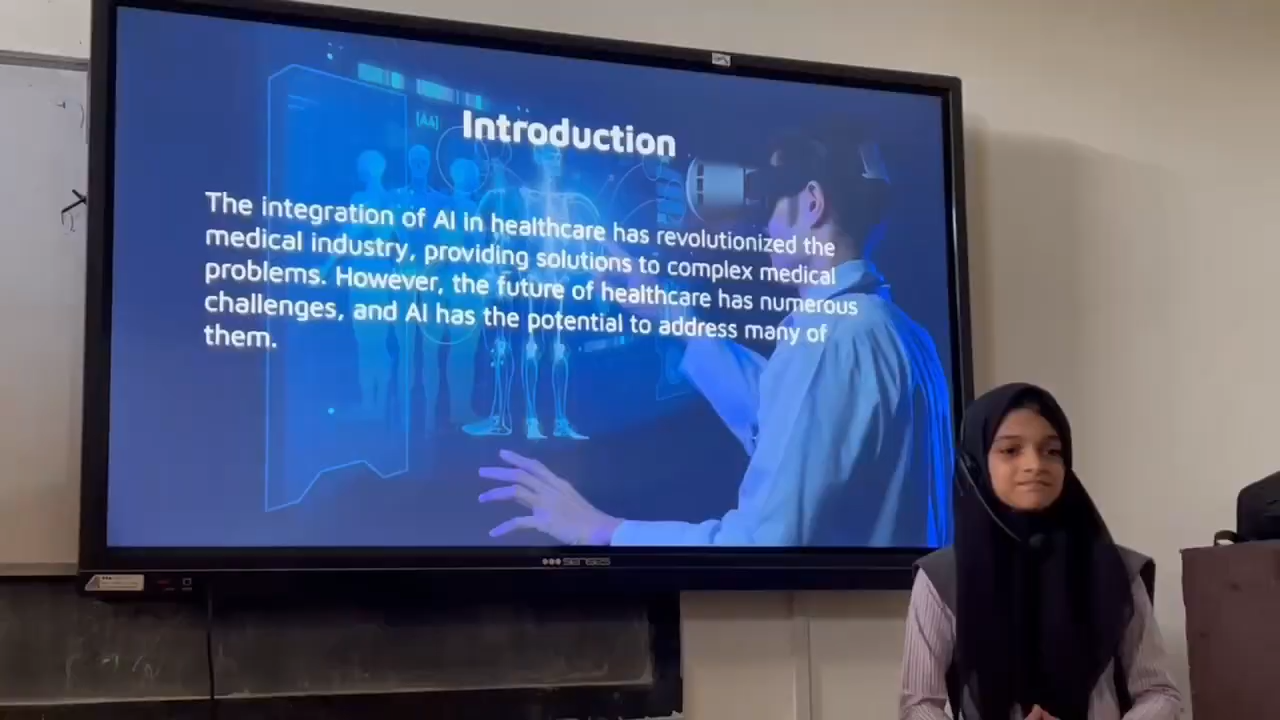 [AA]
Introduction
The integration of AI in healthcare has revolutionized the
medical industry, providing solutions to complex medical
problems. However, the future of healthcare has numerous
challenges, and AI has the potential to address many of
them.